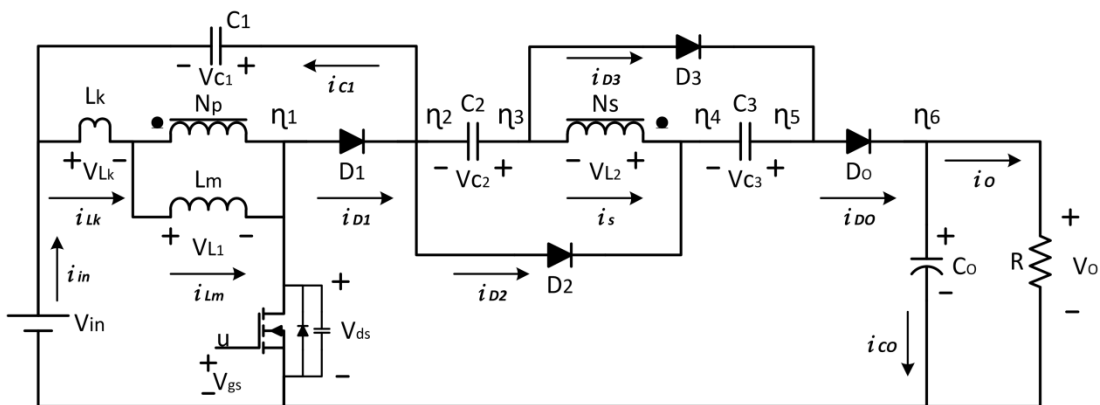 C1
− VC1 +
iC1
D3
iD3
Lk
Np
η1
η2
C2
η3
Ns
η4
C3
η5
η6
+ VLk −
D1
− VC2 +
− VL2 +
− VC3 +
DO
iO
Lm
iLk
iD1
is
iDO
+ VL1 −
D2
iD2
iLm
iin
Vin
u
+
Vds
−
+
−
Vgs
+
CO
−
R
+
VO
−
iCO